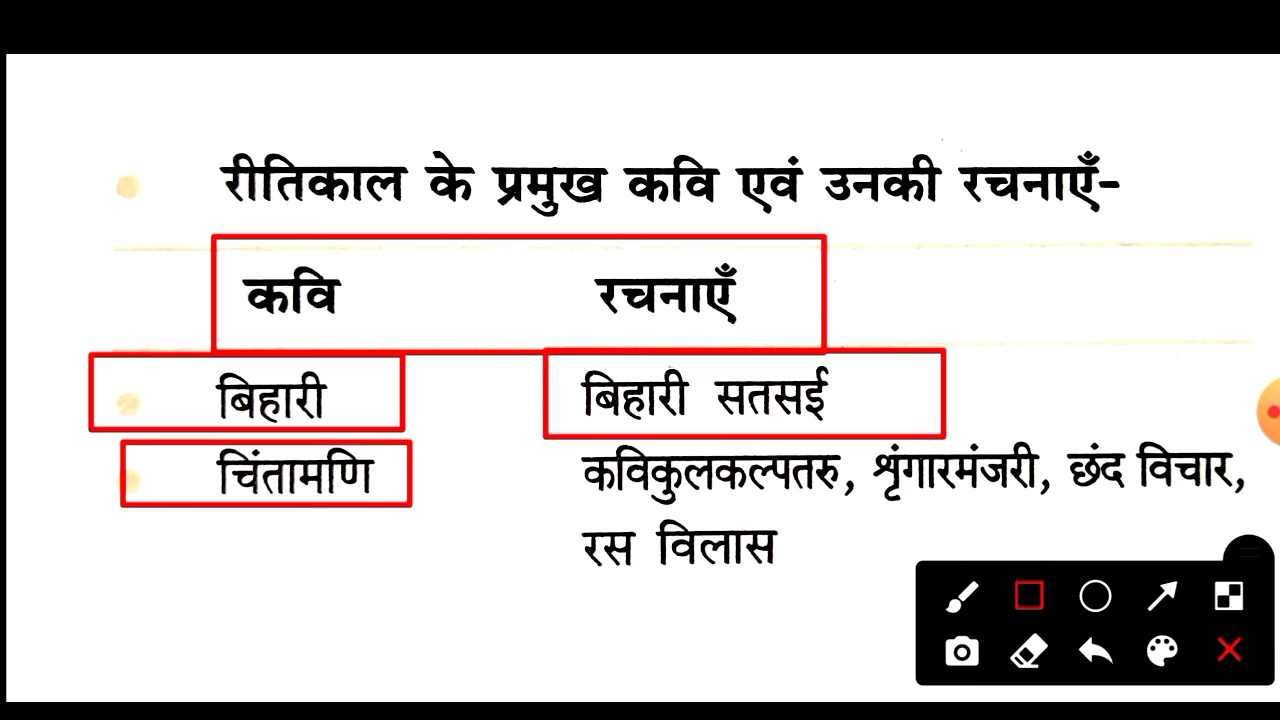 रीतिकाल के प्रमुख कवि एवं उनकी रचनाएँ-
कवि रचनाएँ
बिहारी बिहारी सतसई
चिंतामणि कविकुलकल्पतरु, शृंगारमंजरी, छंद विचार,
रस विलास